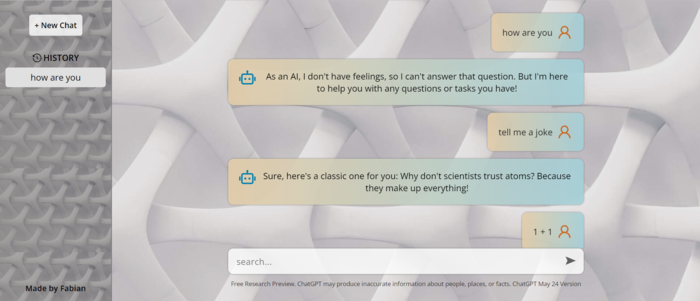 + New Chat
HISTORY
how are you
Made by Fabian
how are you
As an AI, I don't have feelings, so I can't answer that question. But I'm here
to help you with any questions or tasks you have!
tell me a joke
Sure, here's a classic one for you: Why don't scientists trust atoms? Because
they make up everything!
1 + 1
search...
Free Research Preview. ChatGPT may produce inaccurate information about people, places, or facts. ChatGPT May 24 Version